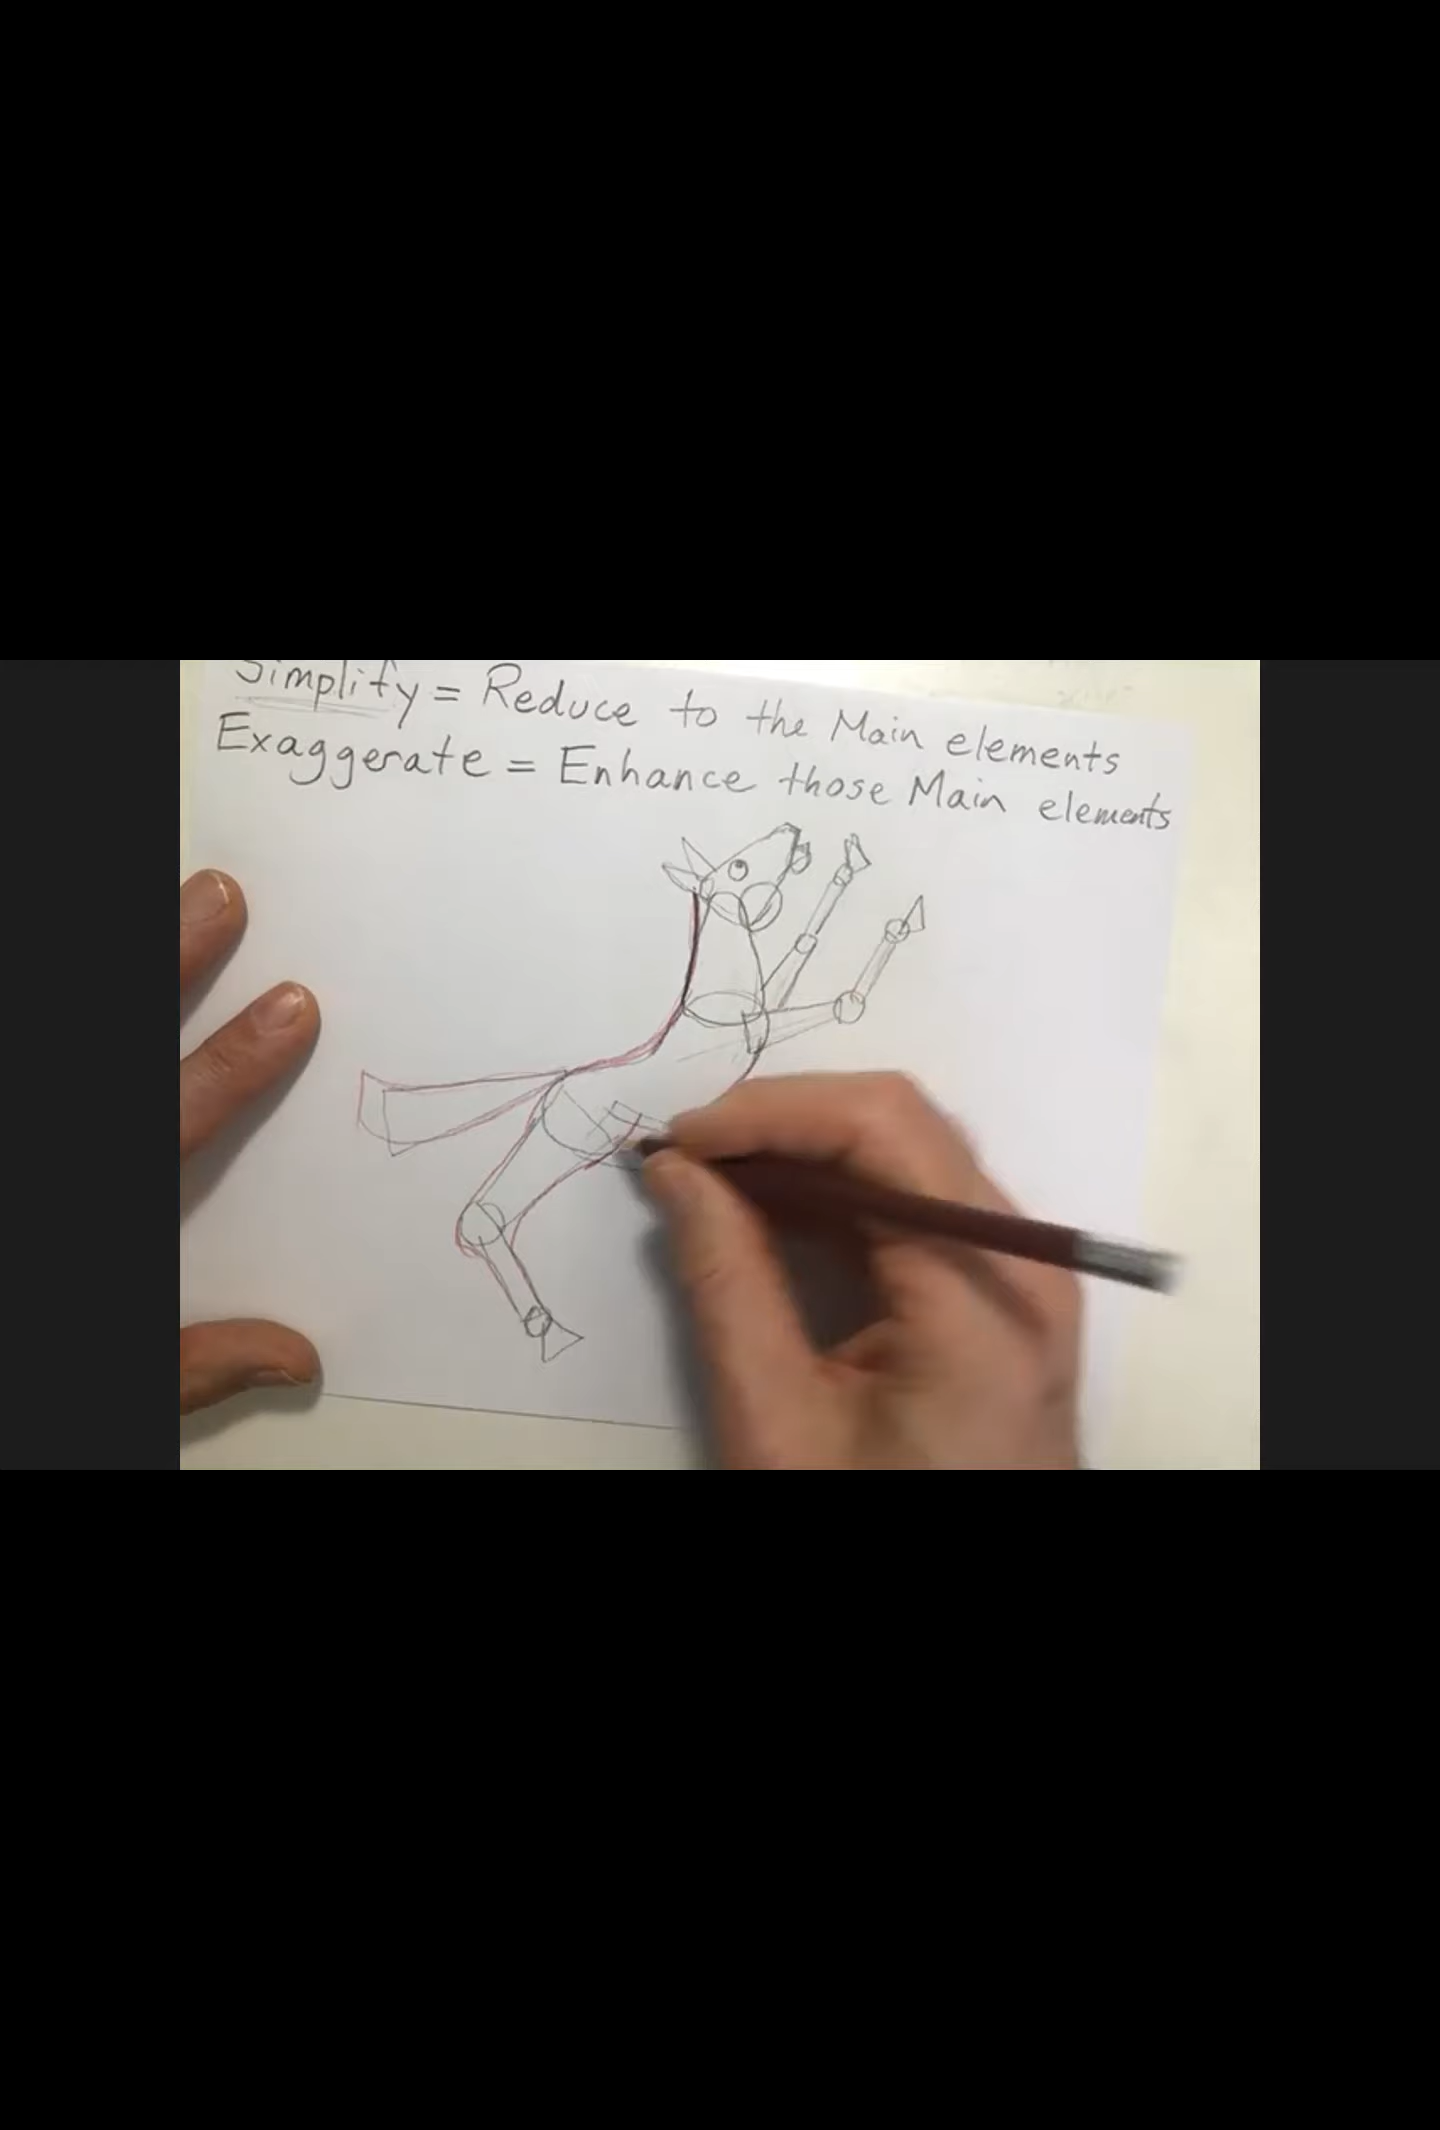 Simplify = Reduce to the Main elements
Exaggerate = Enhance those Main elements